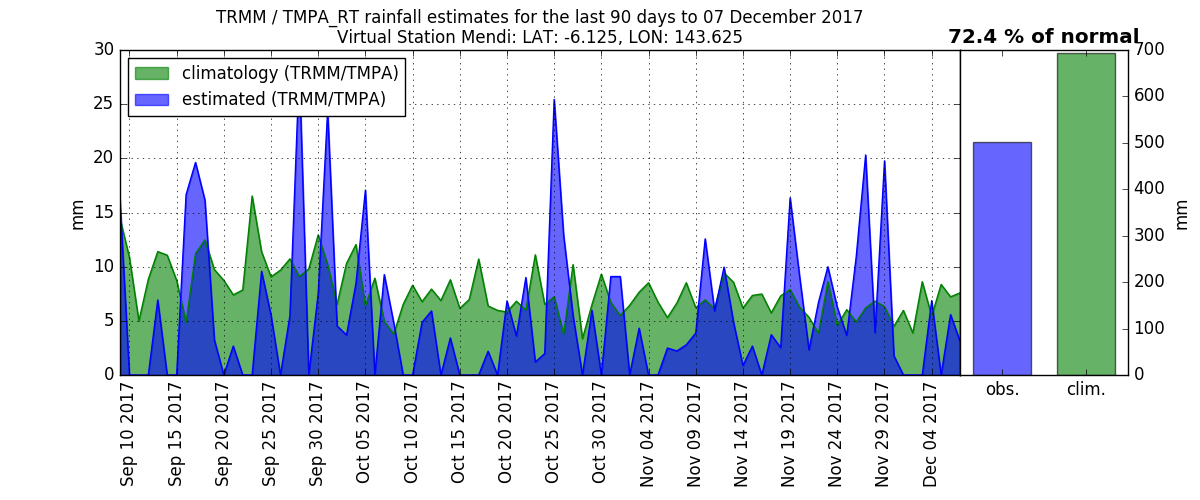 TRMM / TMPA_RT rainfall estimates for the last 90 days to 07 December 2017
Virtual Station Mendi: LAT: -6.125, LON: 143.625
72.4 % of normal
climatology (TRMM/TMPA)
estimated (TRMM/TMPA)
30
25
20
15
10
5
0
mm
Sep 10 2017
Sep 15 2017
Sep 20 2017
Sep 25 2017
Sep 30 2017
Oct 05 2017
Oct 10 2017
Oct 15 2017
Oct 20 2017
Oct 25 2017
Oct 30 2017
Nov 04 2017
Nov 09 2017
Nov 14 2017
Nov 19 2017
Nov 24 2017
Nov 29 2017
Dec 04 2017
obs.
clim.
700
600
500
400
300
200
100
0
mm